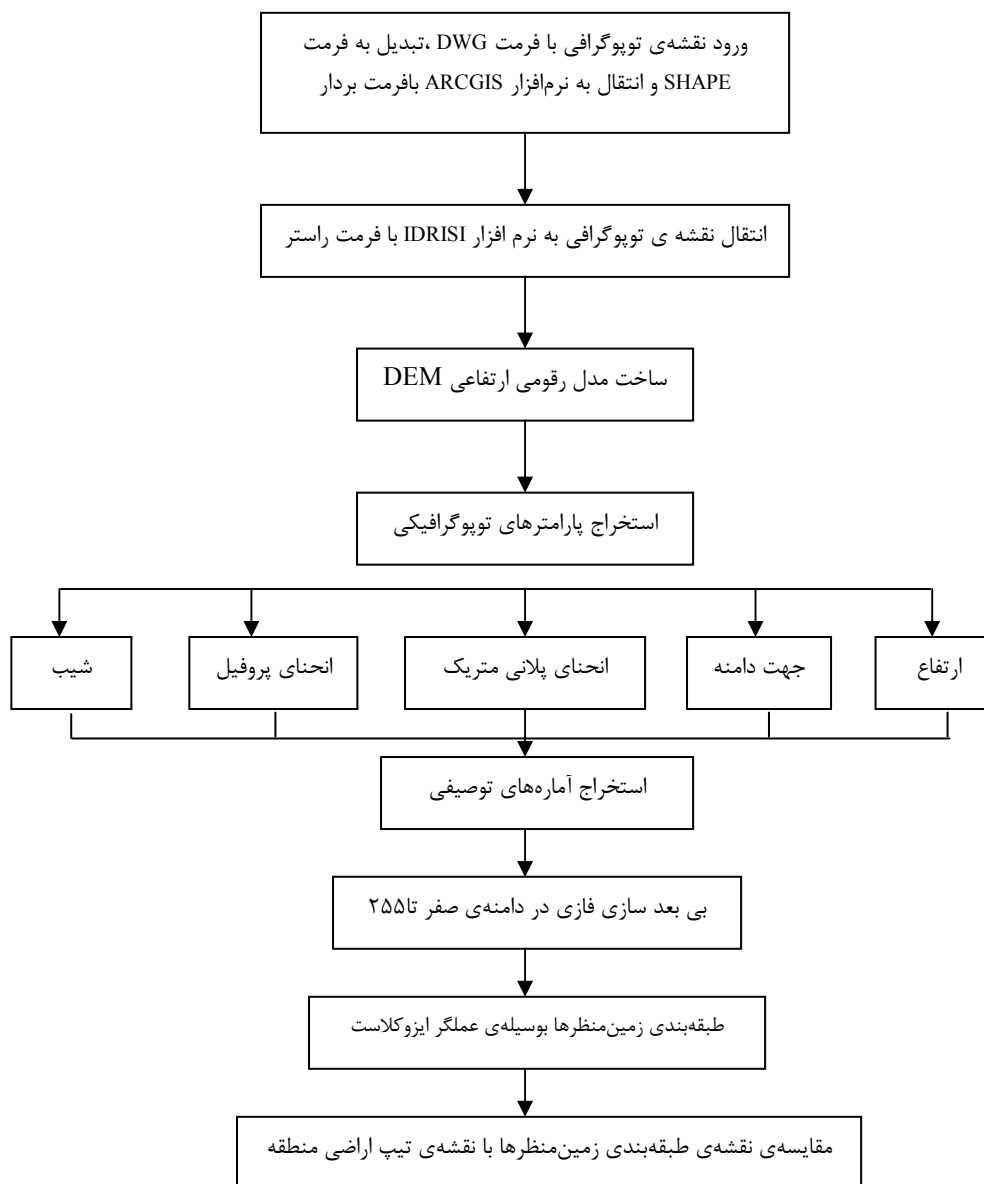 ورود نقشه‌ی توپوگرافی با فرمت DWG ،تبدیل به فرمت
SHAPE و انتقال به نرم‌افزار ARCGIS بافرمت بردار
انتقال نقشه ی توپوگرافی به نرم افزار IDRISI با فرمت راستر
ساخت مدل رقومی ارتفاعی DEM
استخراج پارامترهای توپوگرافیکی
ارتفاع
جهت دامنه
انحنای پلانی متریک
انحنای پروفیل
شیب
استخراج آماره‌های توصیفی
بی بعد سازی فازی در دامنه‌ی صفر تا۲۵۵
طبقه‌بندی زمین‌منظرها بوسیله‌ی عملگر ایزوکلاست
مقایسه‌ی نقشه‌ی طبقه‌بندی زمین‌منظرها با نقشه‌ی تیپ اراضی منطقه